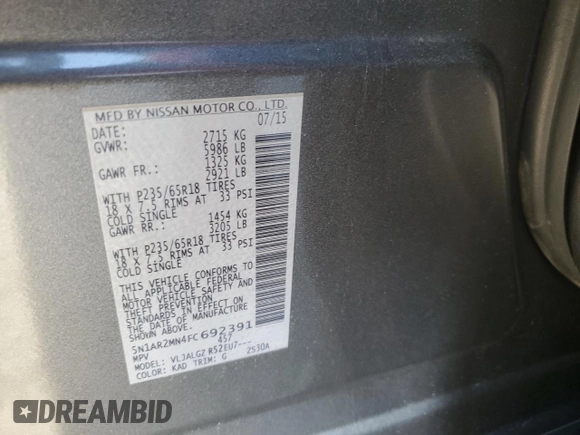 MFD BY NISSAN MOTOR CO., LTD.
DATE: 07/15
GVWR: 2715 KG
5986 LB
GAWR FR.: 1325 KG
2921 LB
WITH P235/65R18 TIRES
18 X 7.5 RIMS AT 33 PSI
COLD SINGLE
GAWR RR.: 1454 KG
3205 LB
WITH P235/65R18 TIRES
18 X 7.5 RIMS AT 33 PSI
COLD SINGLE
THIS VEHICLE CONFORMS TO
ALL APPLICABLE FEDERAL
MOTOR VEHICLE SAFETY AND
THEFT PREVENTION
STANDARDS IN EFFECT ON
THE DATE OF MANUFACTURE
SHOWN ABOVE.
5N1AR2MN4FC692391
MPV 457
MODEL: VLJALGZ R52EU7---
COLOR: KAD TRIM: G ZS30A
DREAMBID